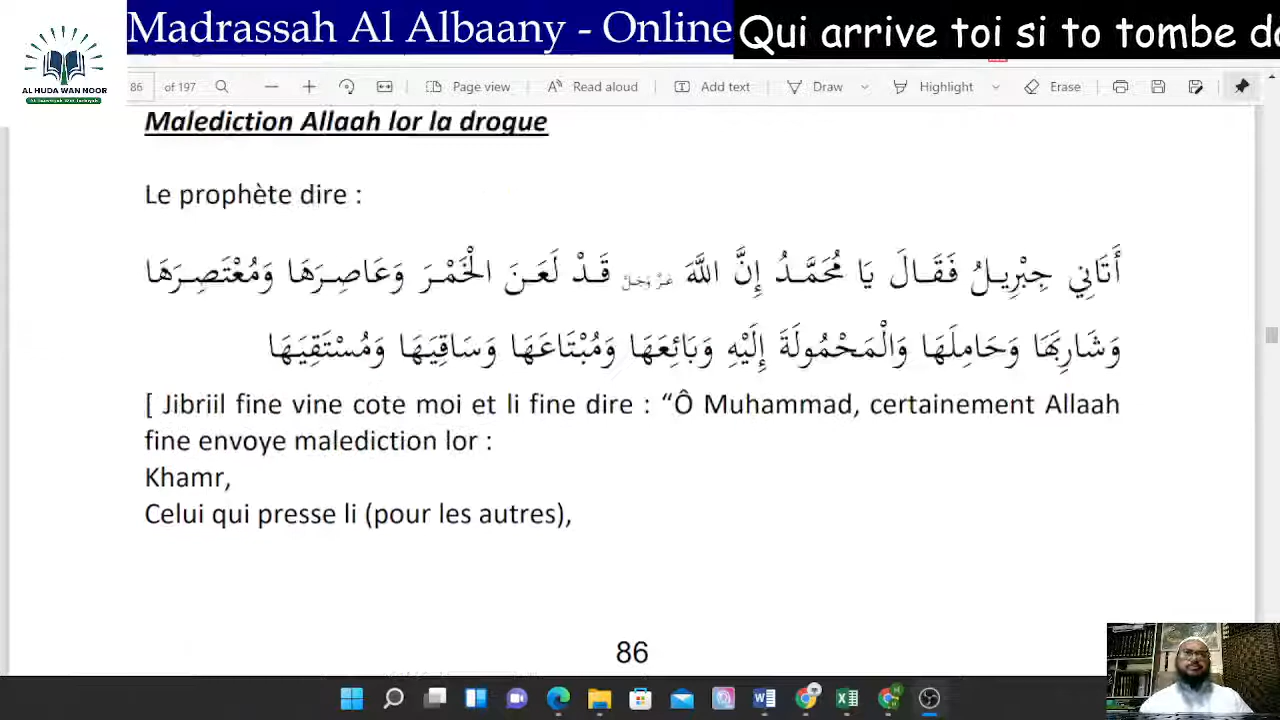 Madrassah Al Albaany - Online
Qui arrive toi si to tombe da
AL HUDA WAN NOOR
86 of 197
Page view
Read aloud
Add text
Draw
Highlight
Erase
Malediction Allaah lor la drogue
Le prophète dire :
أَتَانِي جِبْرِيلُ فَقَالَ يَا مُحَمَّدُ إِنَّ اللَّهَ عَزَّ وَجَلَّ قَدْ لَعَنَ الْخَمْرَ وَعَاصِرَهَا وَمُعْتَصِرَهَا
وَشَارِبَهَا وَحَامِلَهَا وَالْمَحْمُولَةَ إِلَيْهِ وَبَائِعَهَا وَمُبْتَاعَهَا وَسَاقِيَهَا وَمُسْتَقِيَهَا
[ Jibriil fine vine cote moi et li fine dire : “Ô Muhammad, certainement Allaah
fine envoye malediction lor :
Khamr,
Celui qui presse li (pour les autres),
86